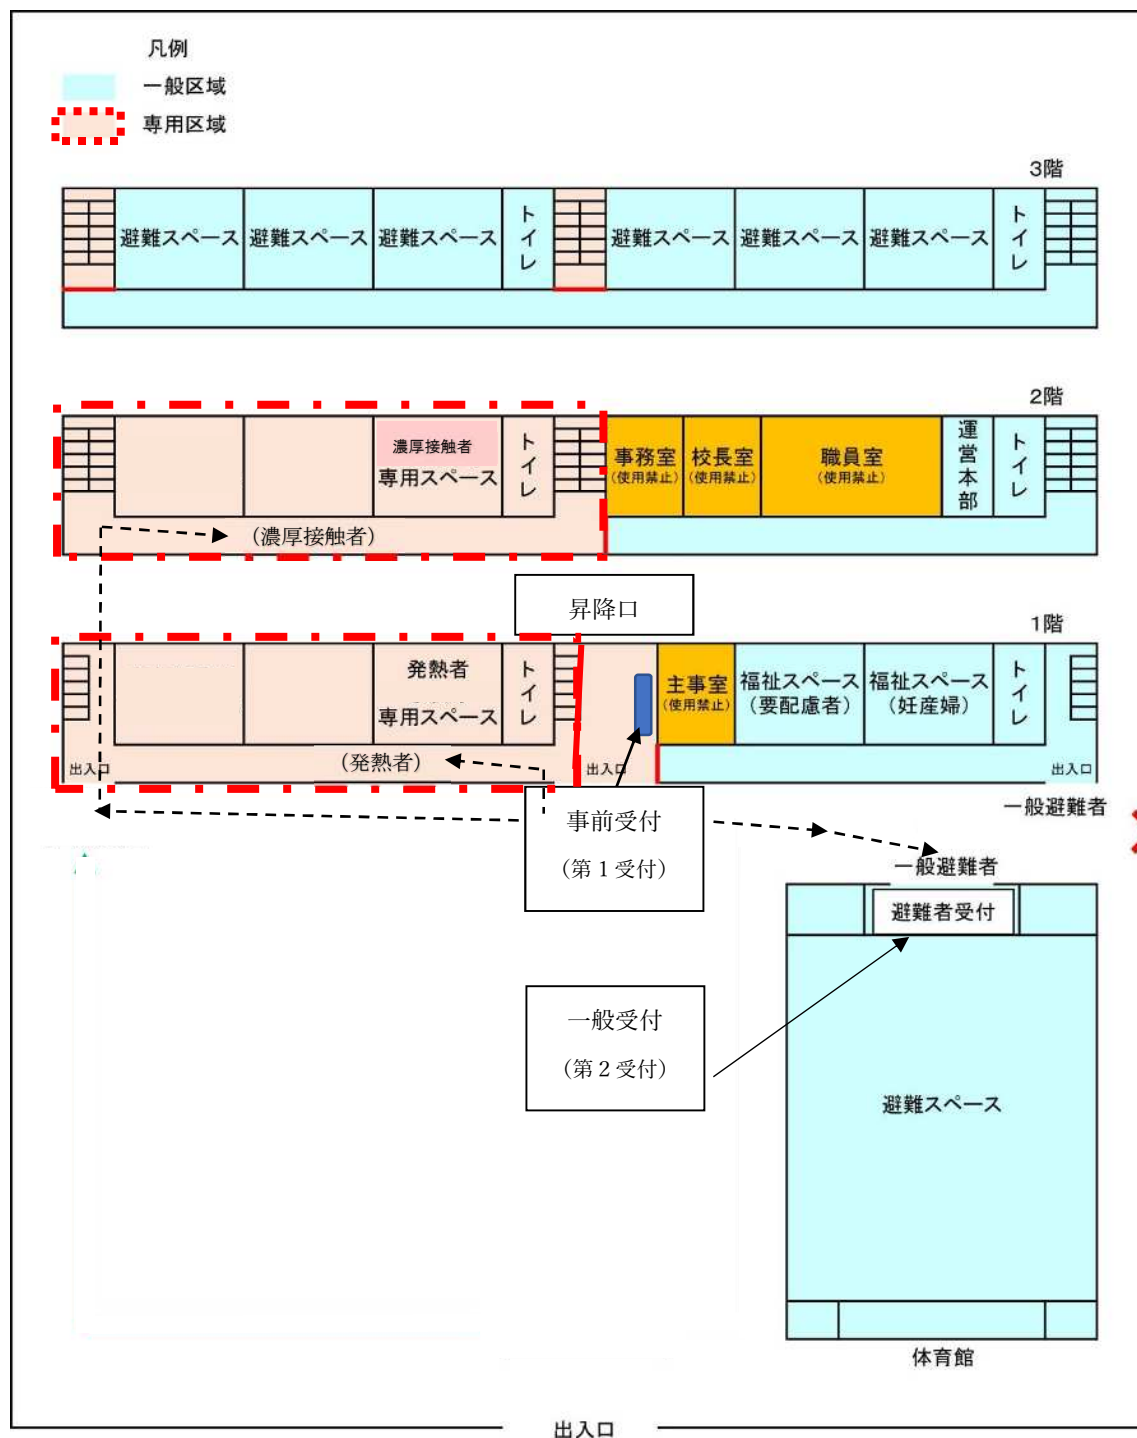 凡例
一般区域
専用区域
3階
避難スペース 避難スペース 避難スペース トイレ 避難スペース 避難スペース 避難スペース トイレ
2階
濃厚接触者
専用スペース
トイレ
事務室
(使用禁止)
校長室
(使用禁止)
職員室
(使用禁止)
運営本部
トイレ
(濃厚接触者)
昇降口
1階
発熱者
専用スペース
トイレ
主事室
(使用禁止)
福祉スペース
(要配慮者)
福祉スペース
(妊産婦)
トイレ
出入口
(発熱者)
出入口
出入口
事前受付
(第1受付)
一般避難者
一般避難者
避難者受付
一般受付
(第2受付)
避難スペース
体育館
出入口